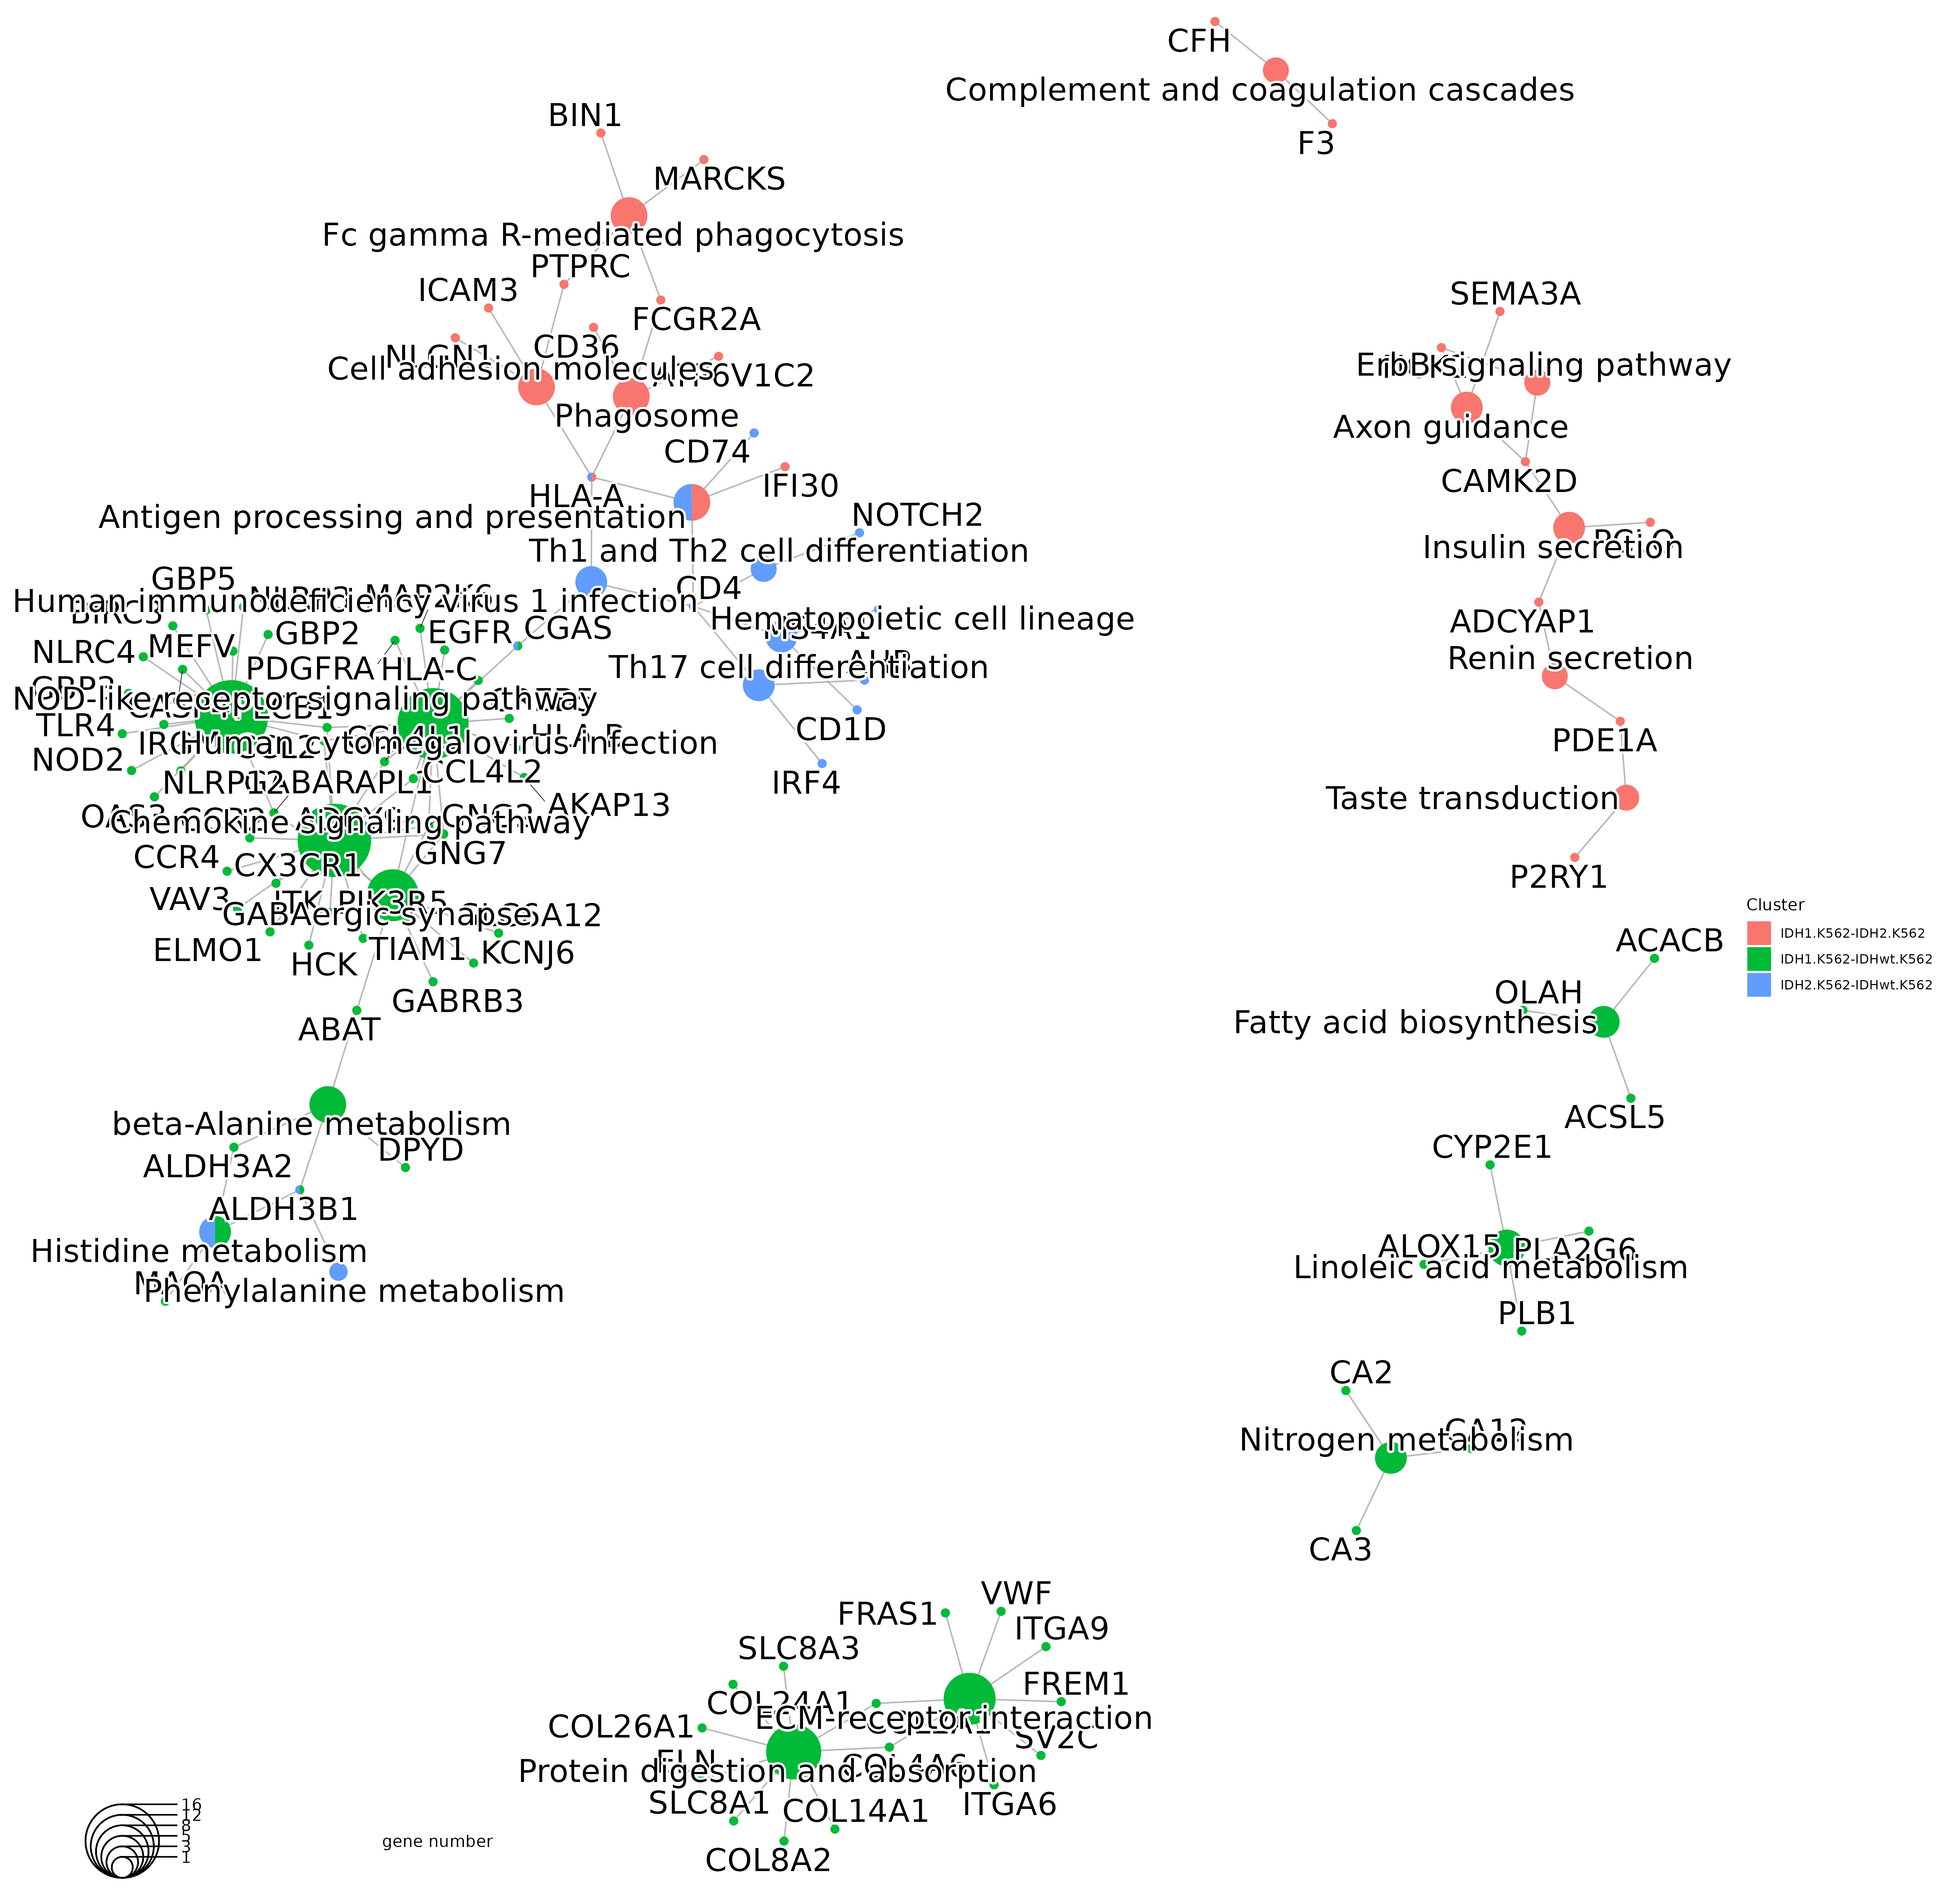 CFH
Complement and coagulation cascades
F3
BIN1
MARCKS
Fc gamma R-mediated phagocytosis
PTPRC
ICAM3
FCGR2A
NLGN1
CD36
Cell adhesion molecules
Phagosome
SEMA3A
ErbB signaling pathway
Axon guidance
CAMK2D
CD74
IFI30
HLA-A
Antigen processing and presentation
NOTCH2
Th1 and Th2 cell differentiation
Insulin secretion
CD4
Hematopoietic cell lineage
ADCYAP1
Renin secretion
GBP5
Human immunodeficiency virus 1 infection
BIRC3
GBP2
EGFR
CGAS
NLRC4
MEFV
PDGFRA
HLA-C
Th17 cell differentiation
NOD-like receptor signaling pathway
TLR4
CD1D
PDE1A
Human cytomegalovirus infection
NOD2
NLRP12
GABARAPL1
CCL4L2
IRF4
AKAP13
Taste transduction
Chemokine signaling pathway
CCR4
CX3CR1
GNG7
P2RY1
VAV3
ITK
PIK3R5
GABAergic synapse
ELMO1
HCK
TIAM1
KCNJ6
GABRB3
ABAT
Cluster
IDH1.K562-IDH2.K562
IDH1.K562-IDHwt.K562
IDH2.K562-IDHwt.K562
ACACB
OLAH
Fatty acid biosynthesis
ACSL5
beta-Alanine metabolism
DPYD
ALDH3A2
ALDH3B1
Histidine metabolism
MAOA
Phenylalanine metabolism
CYP2E1
ALOX15
PLA2G6
Linoleic acid metabolism
PLB1
CA2
Nitrogen metabolism
CA3
VWF
FRAS1
ITGA9
SLC8A3
FREM1
COL24A1
ECM-receptor interaction
COL26A1
SV2C
ELN
COL4A6
Protein digestion and absorption
SLC8A1
COL14A1
ITGA6
COL8A2
16
12
8
5
3
1
gene number